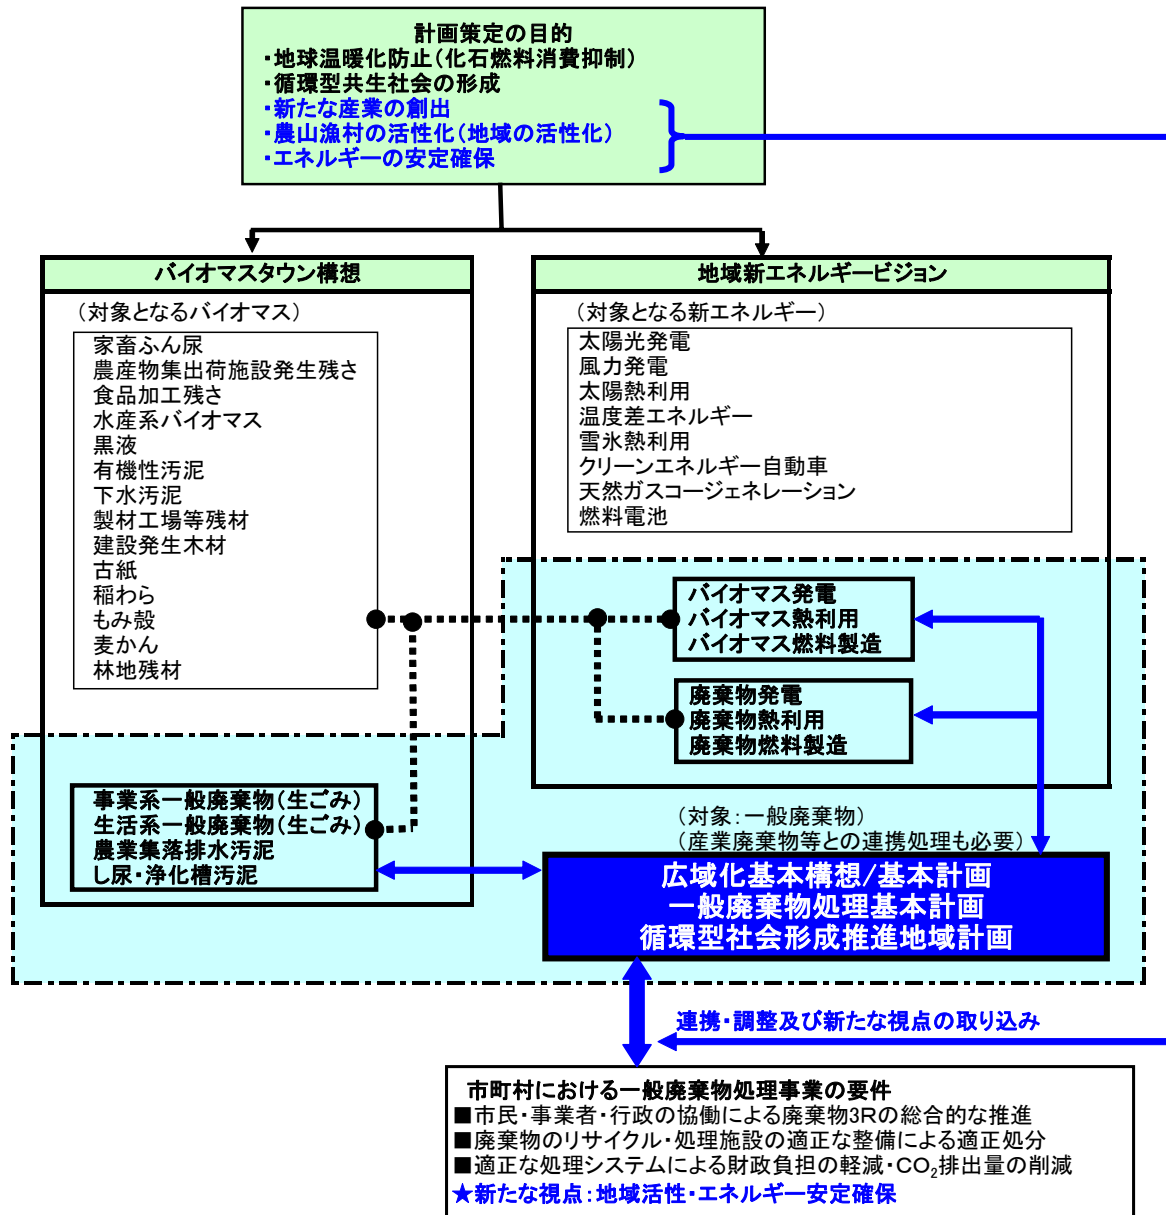 計画策定の目的
・地球温暖化防止(化石燃料消費抑制)
・循環型共生社会の形成
・新たな産業の創出
・農山漁村の活性化(地域の活性化)
・エネルギーの安定確保
バイオマスタウン構想
(対象となるバイオマス)
家畜ふん尿
農産物集出荷施設発生残さ
食品加工残さ
水産系バイオマス
黒液
有機性汚泥
下水汚泥
製材工場等残材
建設発生木材
古紙
稲わら
もみ殻
麦かん
林地残材
事業系一般廃棄物(生ごみ)
生活系一般廃棄物(生ごみ)
農業集落排水汚泥
し尿・浄化槽汚泥
地域新エネルギービジョン
(対象となる新エネルギー)
太陽光発電
風力発電
太陽熱利用
温度差エネルギー
雪氷熱利用
クリーンエネルギー自動車
天然ガスコージェネレーション
燃料電池
バイオマス発電
バイオマス熱利用
バイオマス燃料製造
廃棄物発電
廃棄物熱利用
廃棄物燃料製造
(対象:一般廃棄物)
(産業廃棄物等との連携処理も必要)
広域化基本構想/基本計画
一般廃棄物処理基本計画
循環型社会形成推進地域計画
連携・調整及び新たな視点の取り込み
市町村における一般廃棄物処理事業の要件
■市民・事業者・行政の協働による廃棄物3Rの総合的な推進
■廃棄物のリサイクル・処理施設の適正な整備による適正処分
■適正な処理システムによる財政負担の軽減・CO₂排出量の削減
★新たな視点:地域活性・エネルギー安定確保